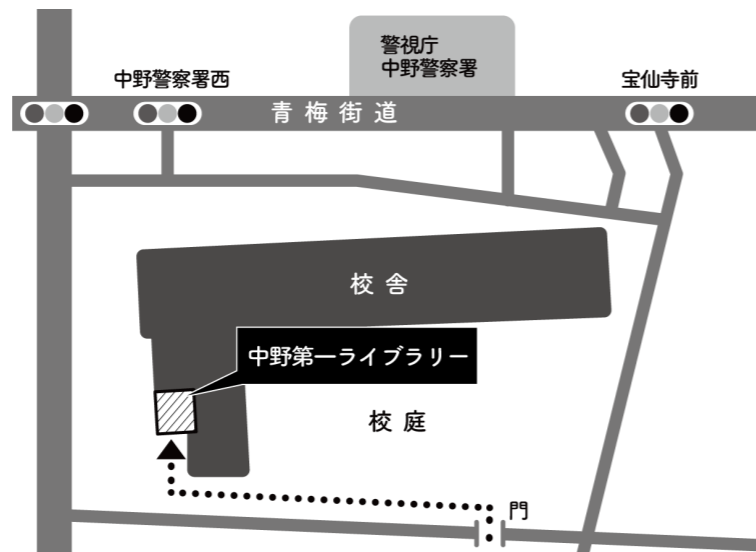 警視庁
中野警察署
中野警察署西
宝仙寺前
青梅街道
校舎
中野第一ライブラリー
校庭
門